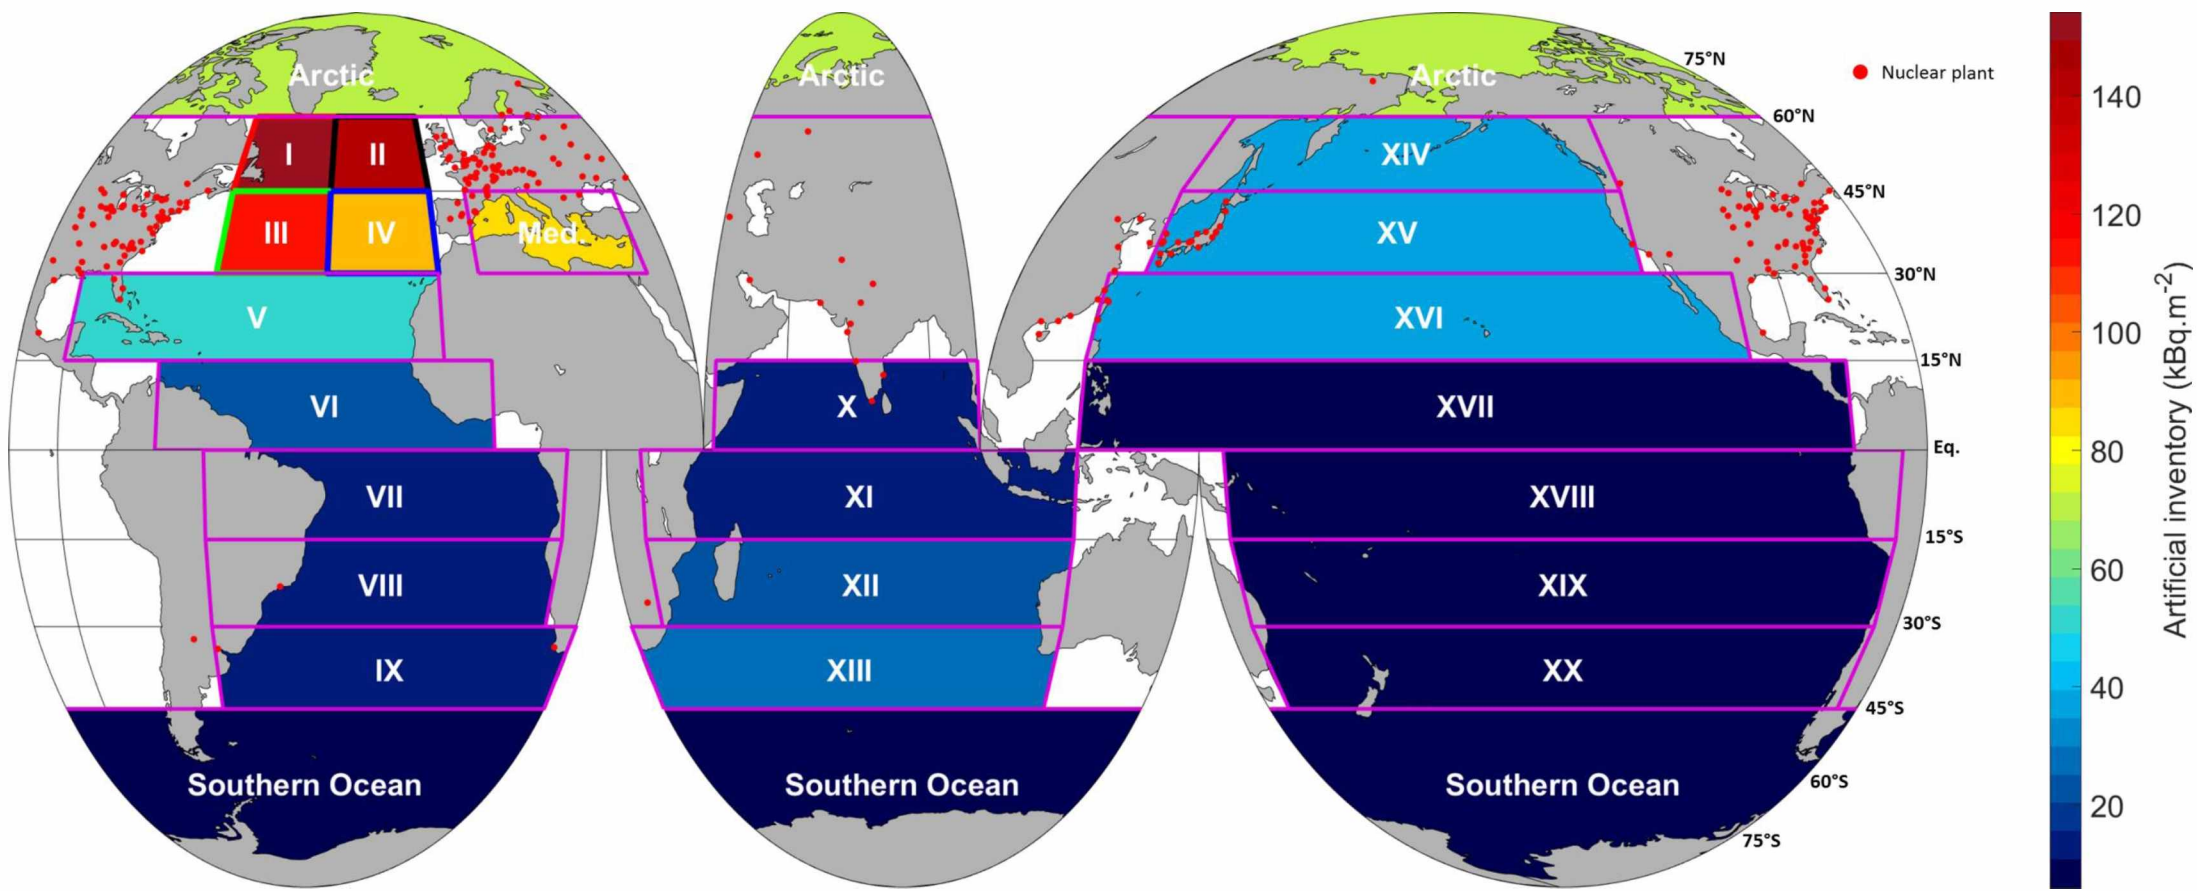 75°N
Nuclear plant
Arctic
Arctic
Arctic
140
60°N
I
II
XIV
45°N
120
III
IV
Med.
XV
30°N
V
XVI
100
15°N
VI
X
XVII
80
Eq.
VII
XI
XVIII
15°S
60
VIII
XII
XIX
30°S
IX
XIII
XX
40
45°S
Southern Ocean
Southern Ocean
Southern Ocean
60°S
20
75°S
Artificial inventory (kBq.m-2)